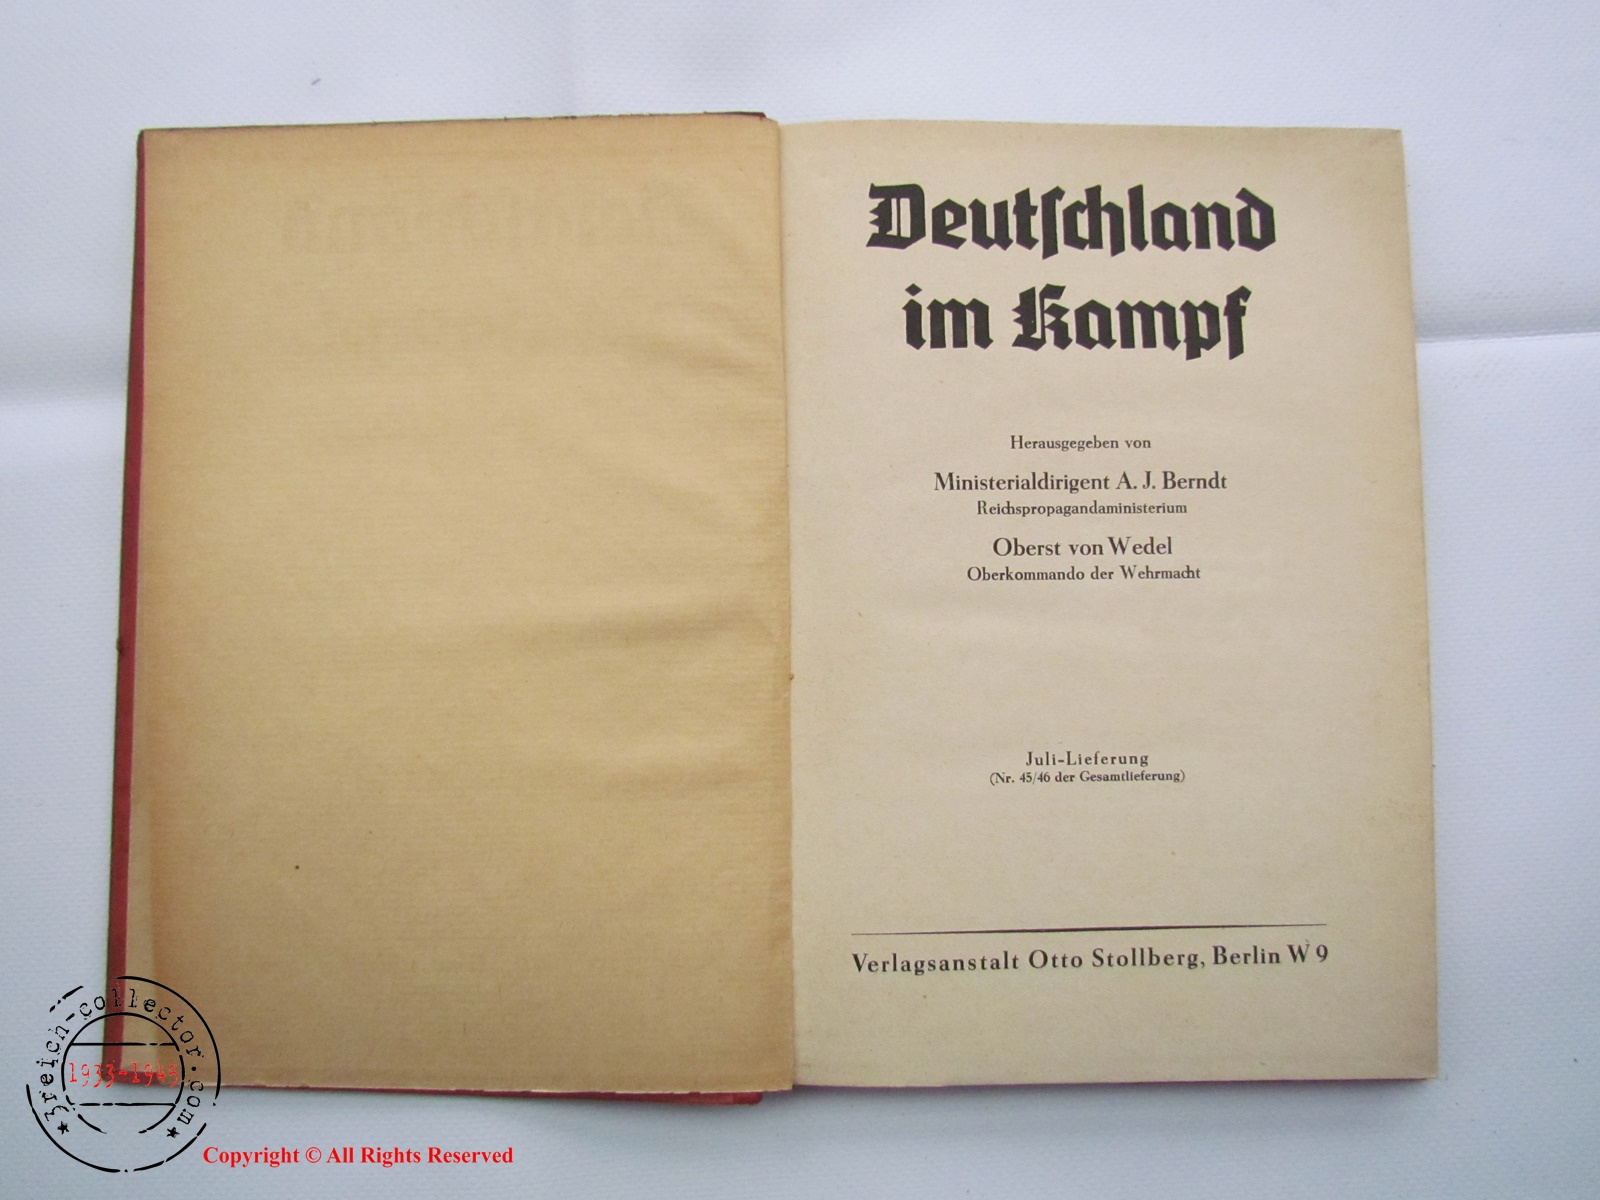 Deutſchland
im Kampf
Herausgegeben von
Ministerialdirigent A. J. Berndt
Reichspropagandaministerium
Oberst von Wedel
Oberkommando der Wehrmacht
Juli-Lieferung
(Nr. 45/46 der Gesamtlieferung)
Verlagsanstalt Otto Stollberg, Berlin W 9
3reich-collector.com
1933-1945
Copyright © All Rights Reserved